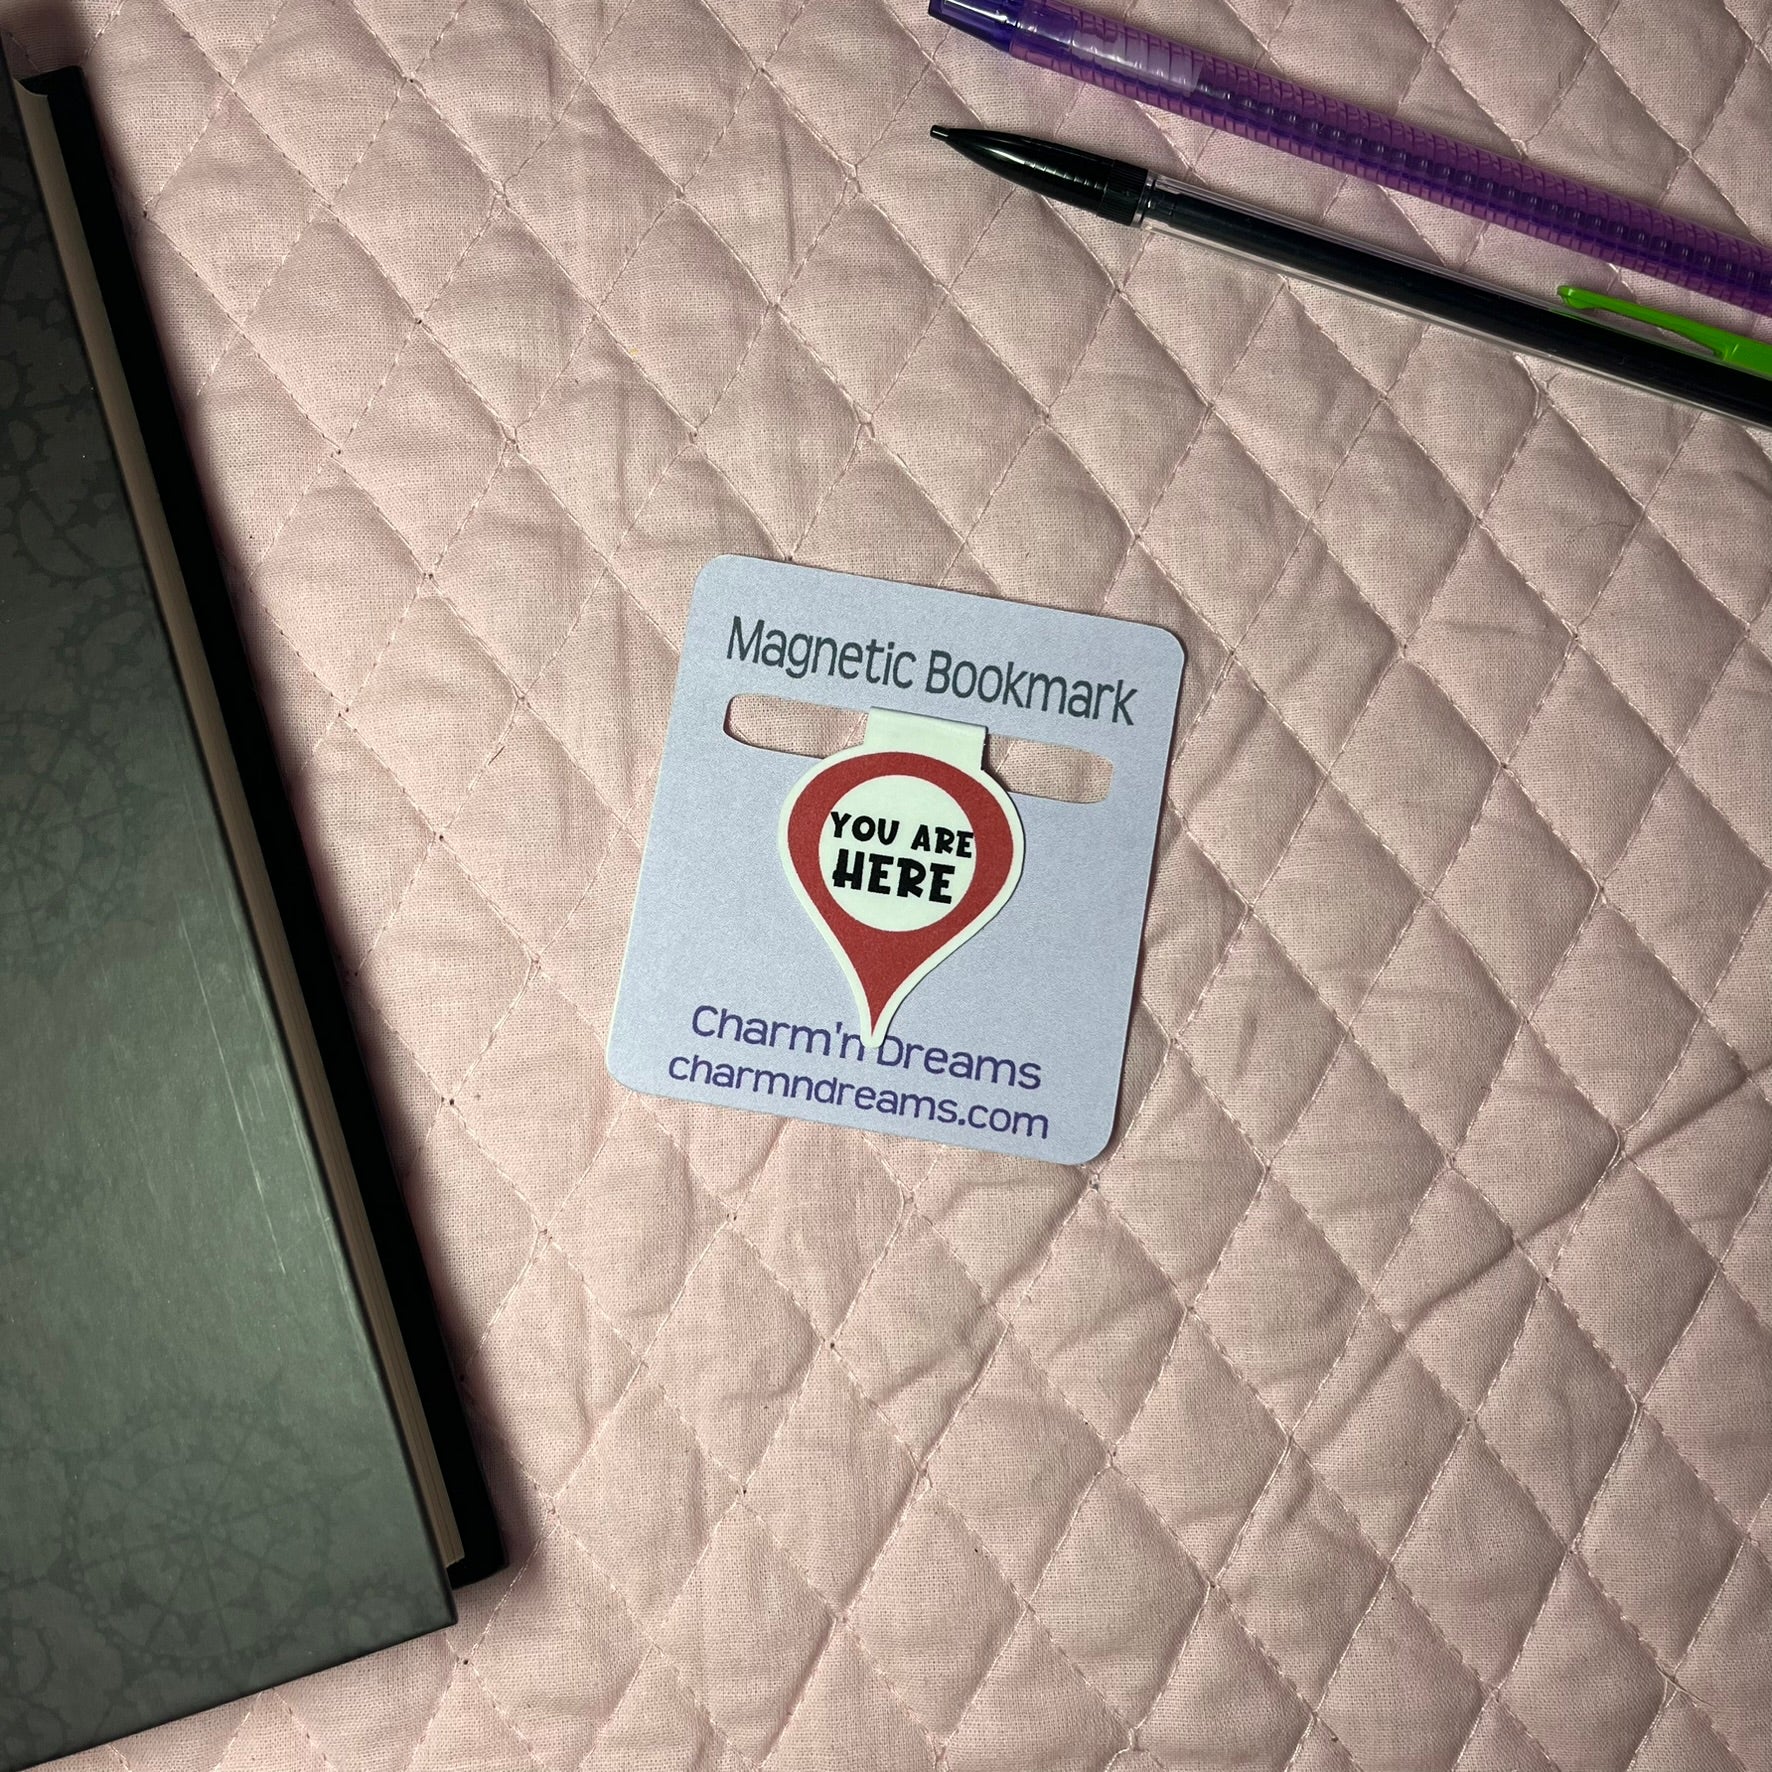 Magnetic Bookmark
YOU ARE
HERE
Charm'n Dreams
charmndreams.com